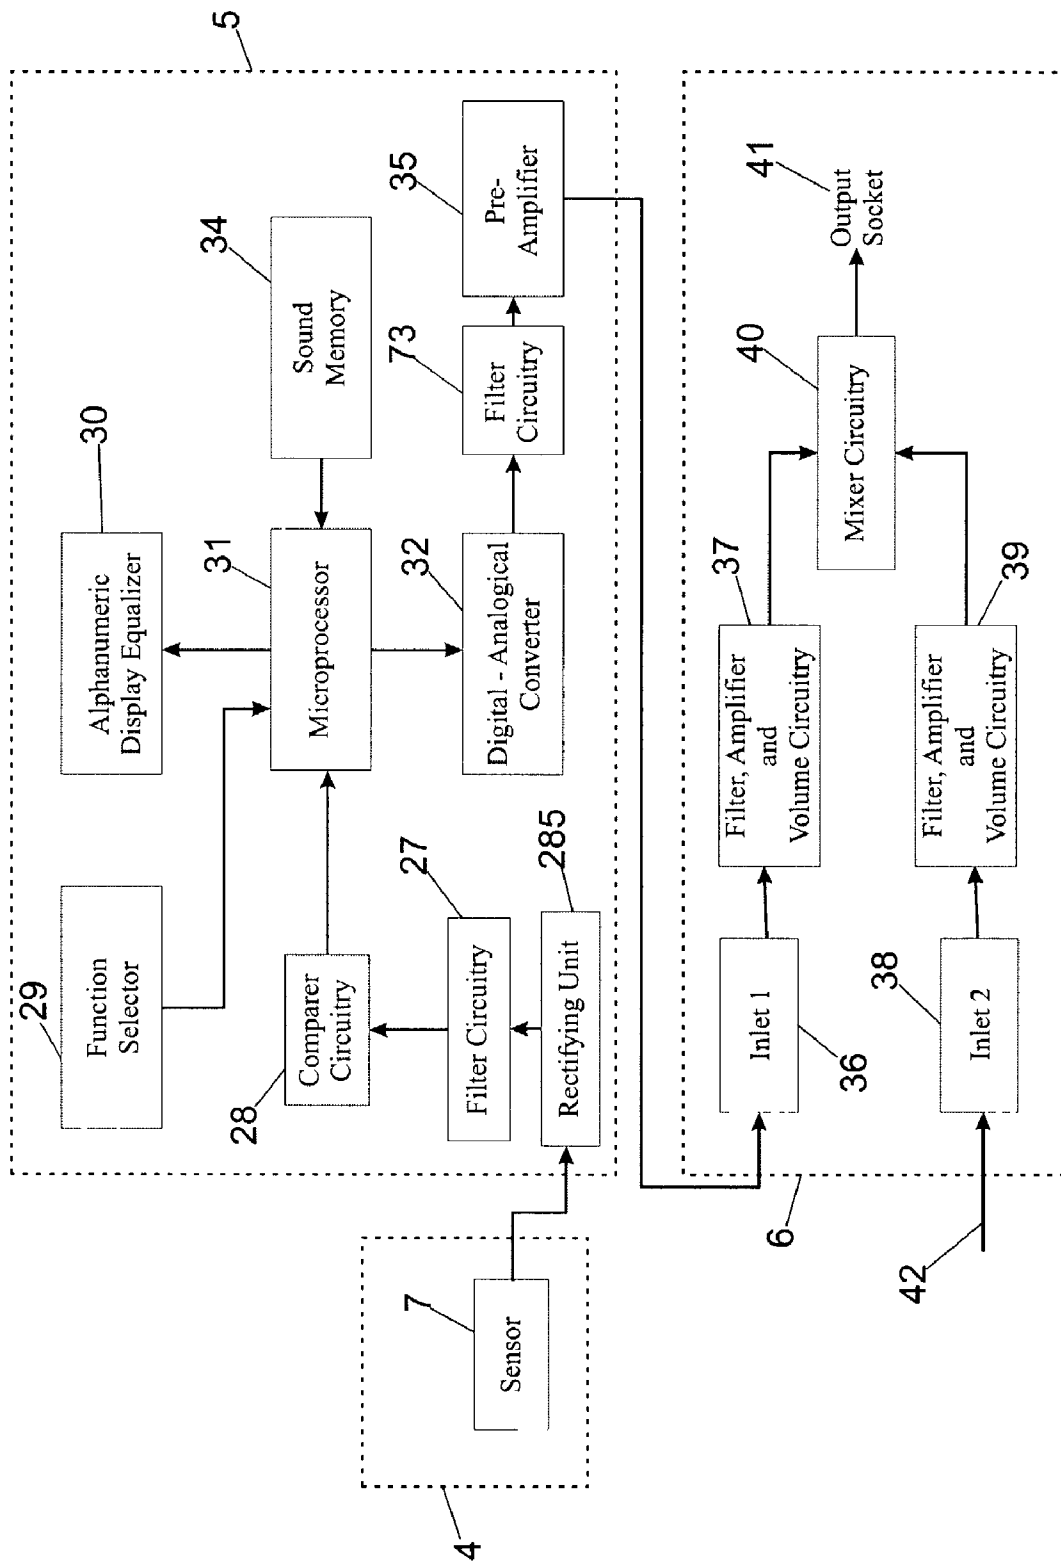 5
30
Alphanumeric
Display Equalizer
29
Function
Selector
34
Sound
Memory
31
Microprocessor
28
Comparer
Circuitry
27
Filter Circuitry
285
Rectifying Unit
32
Digital - Analogical
Converter
73
Filter
Circuitry
35
Pre-
Amplifier
4
7
Sensor
6
36
Inlet 1
37
Filter, Amplifier
and
Volume Circuitry
42
38
Inlet 2
39
Filter, Amplifier
and
Volume Circuitry
40
Mixer Circuitry
41
Output
Socket